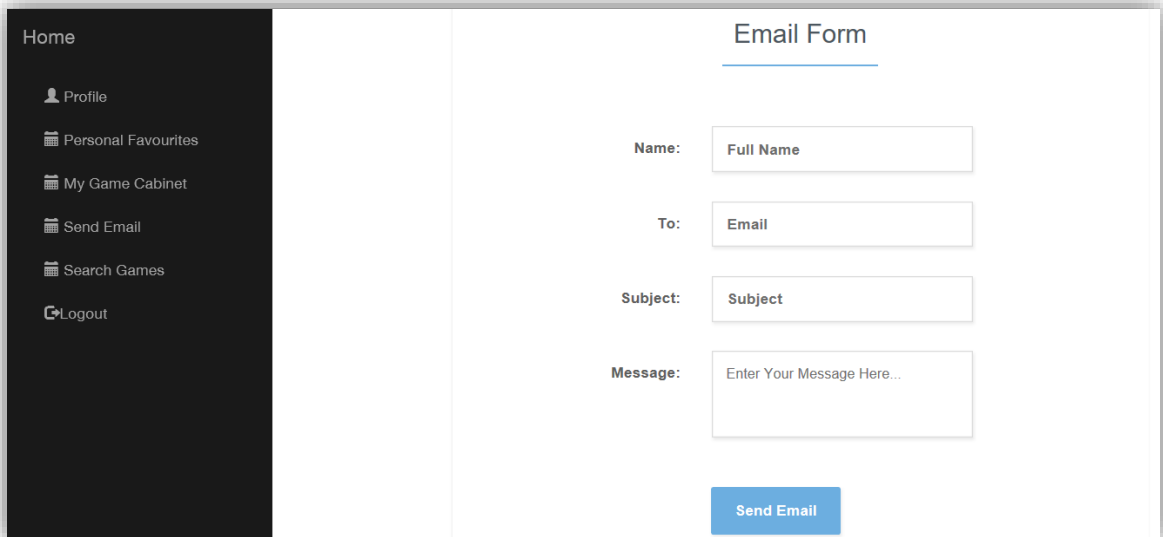 Home
Profile
Personal Favourites
My Game Cabinet
Send Email
Search Games
Logout
Email Form
Name:
Full Name
To:
Email
Subject:
Subject
Message:
Enter Your Message Here...
Send Email